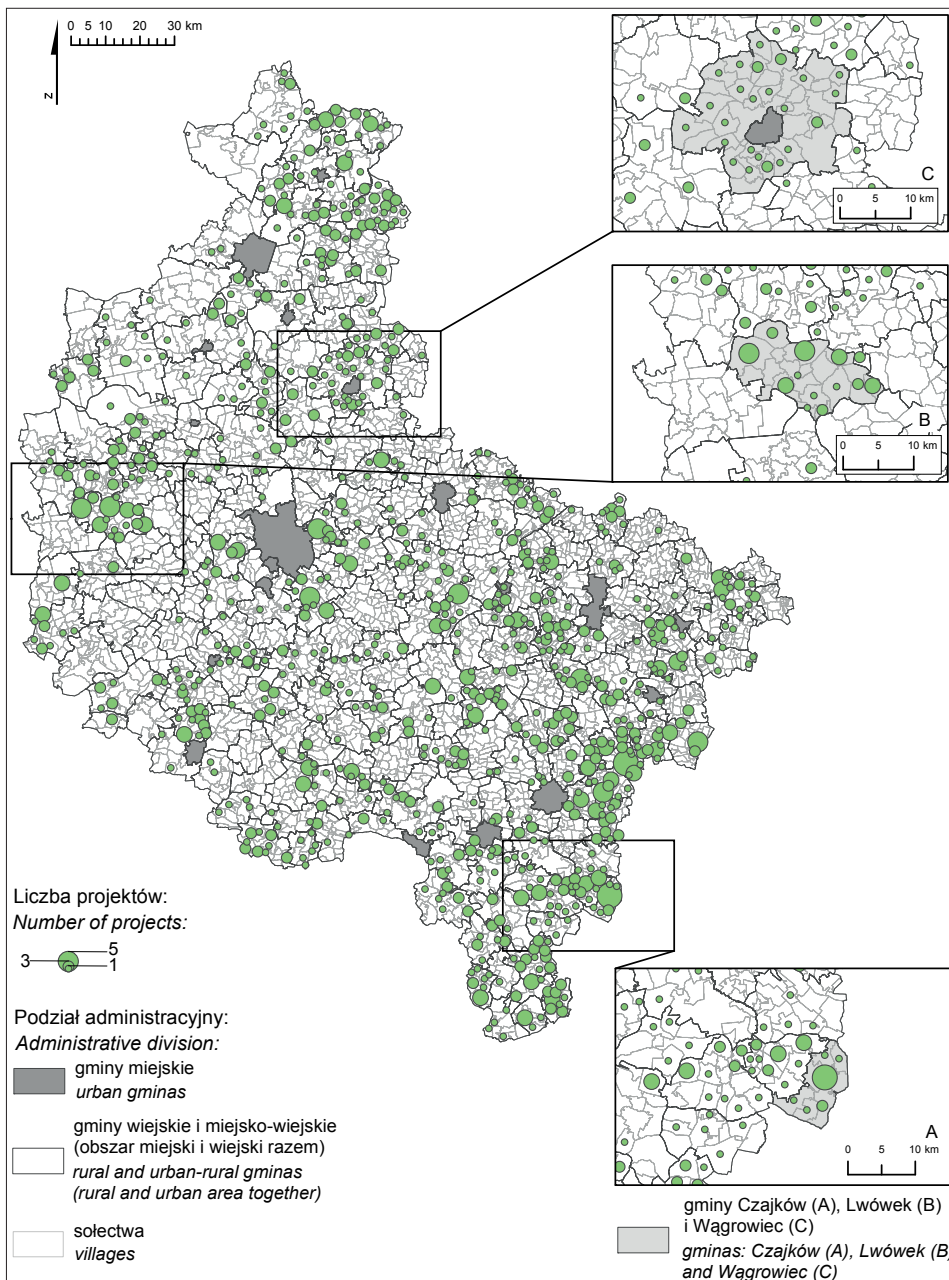 0 5 10 20 30 km
N
C
0 5 10 km
B
0 5 10 km
Liczba projektów:
Number of projects:
3 5
1
Podział administracyjny:
Administrative division:
gminy miejskie
urban gminas
gminy wiejskie i miejsko-wiejskie
(obszar miejski i wiejski razem)
rural and urban-rural gminas
(rural and urban area together)
sołectwa
villages
A
0 5 10 km
gminy Czajków (A), Lwówek (B)
i Wągrowiec (C)
gminas: Czajków (A), Lwówek (B)
and Wągrowiec (C)